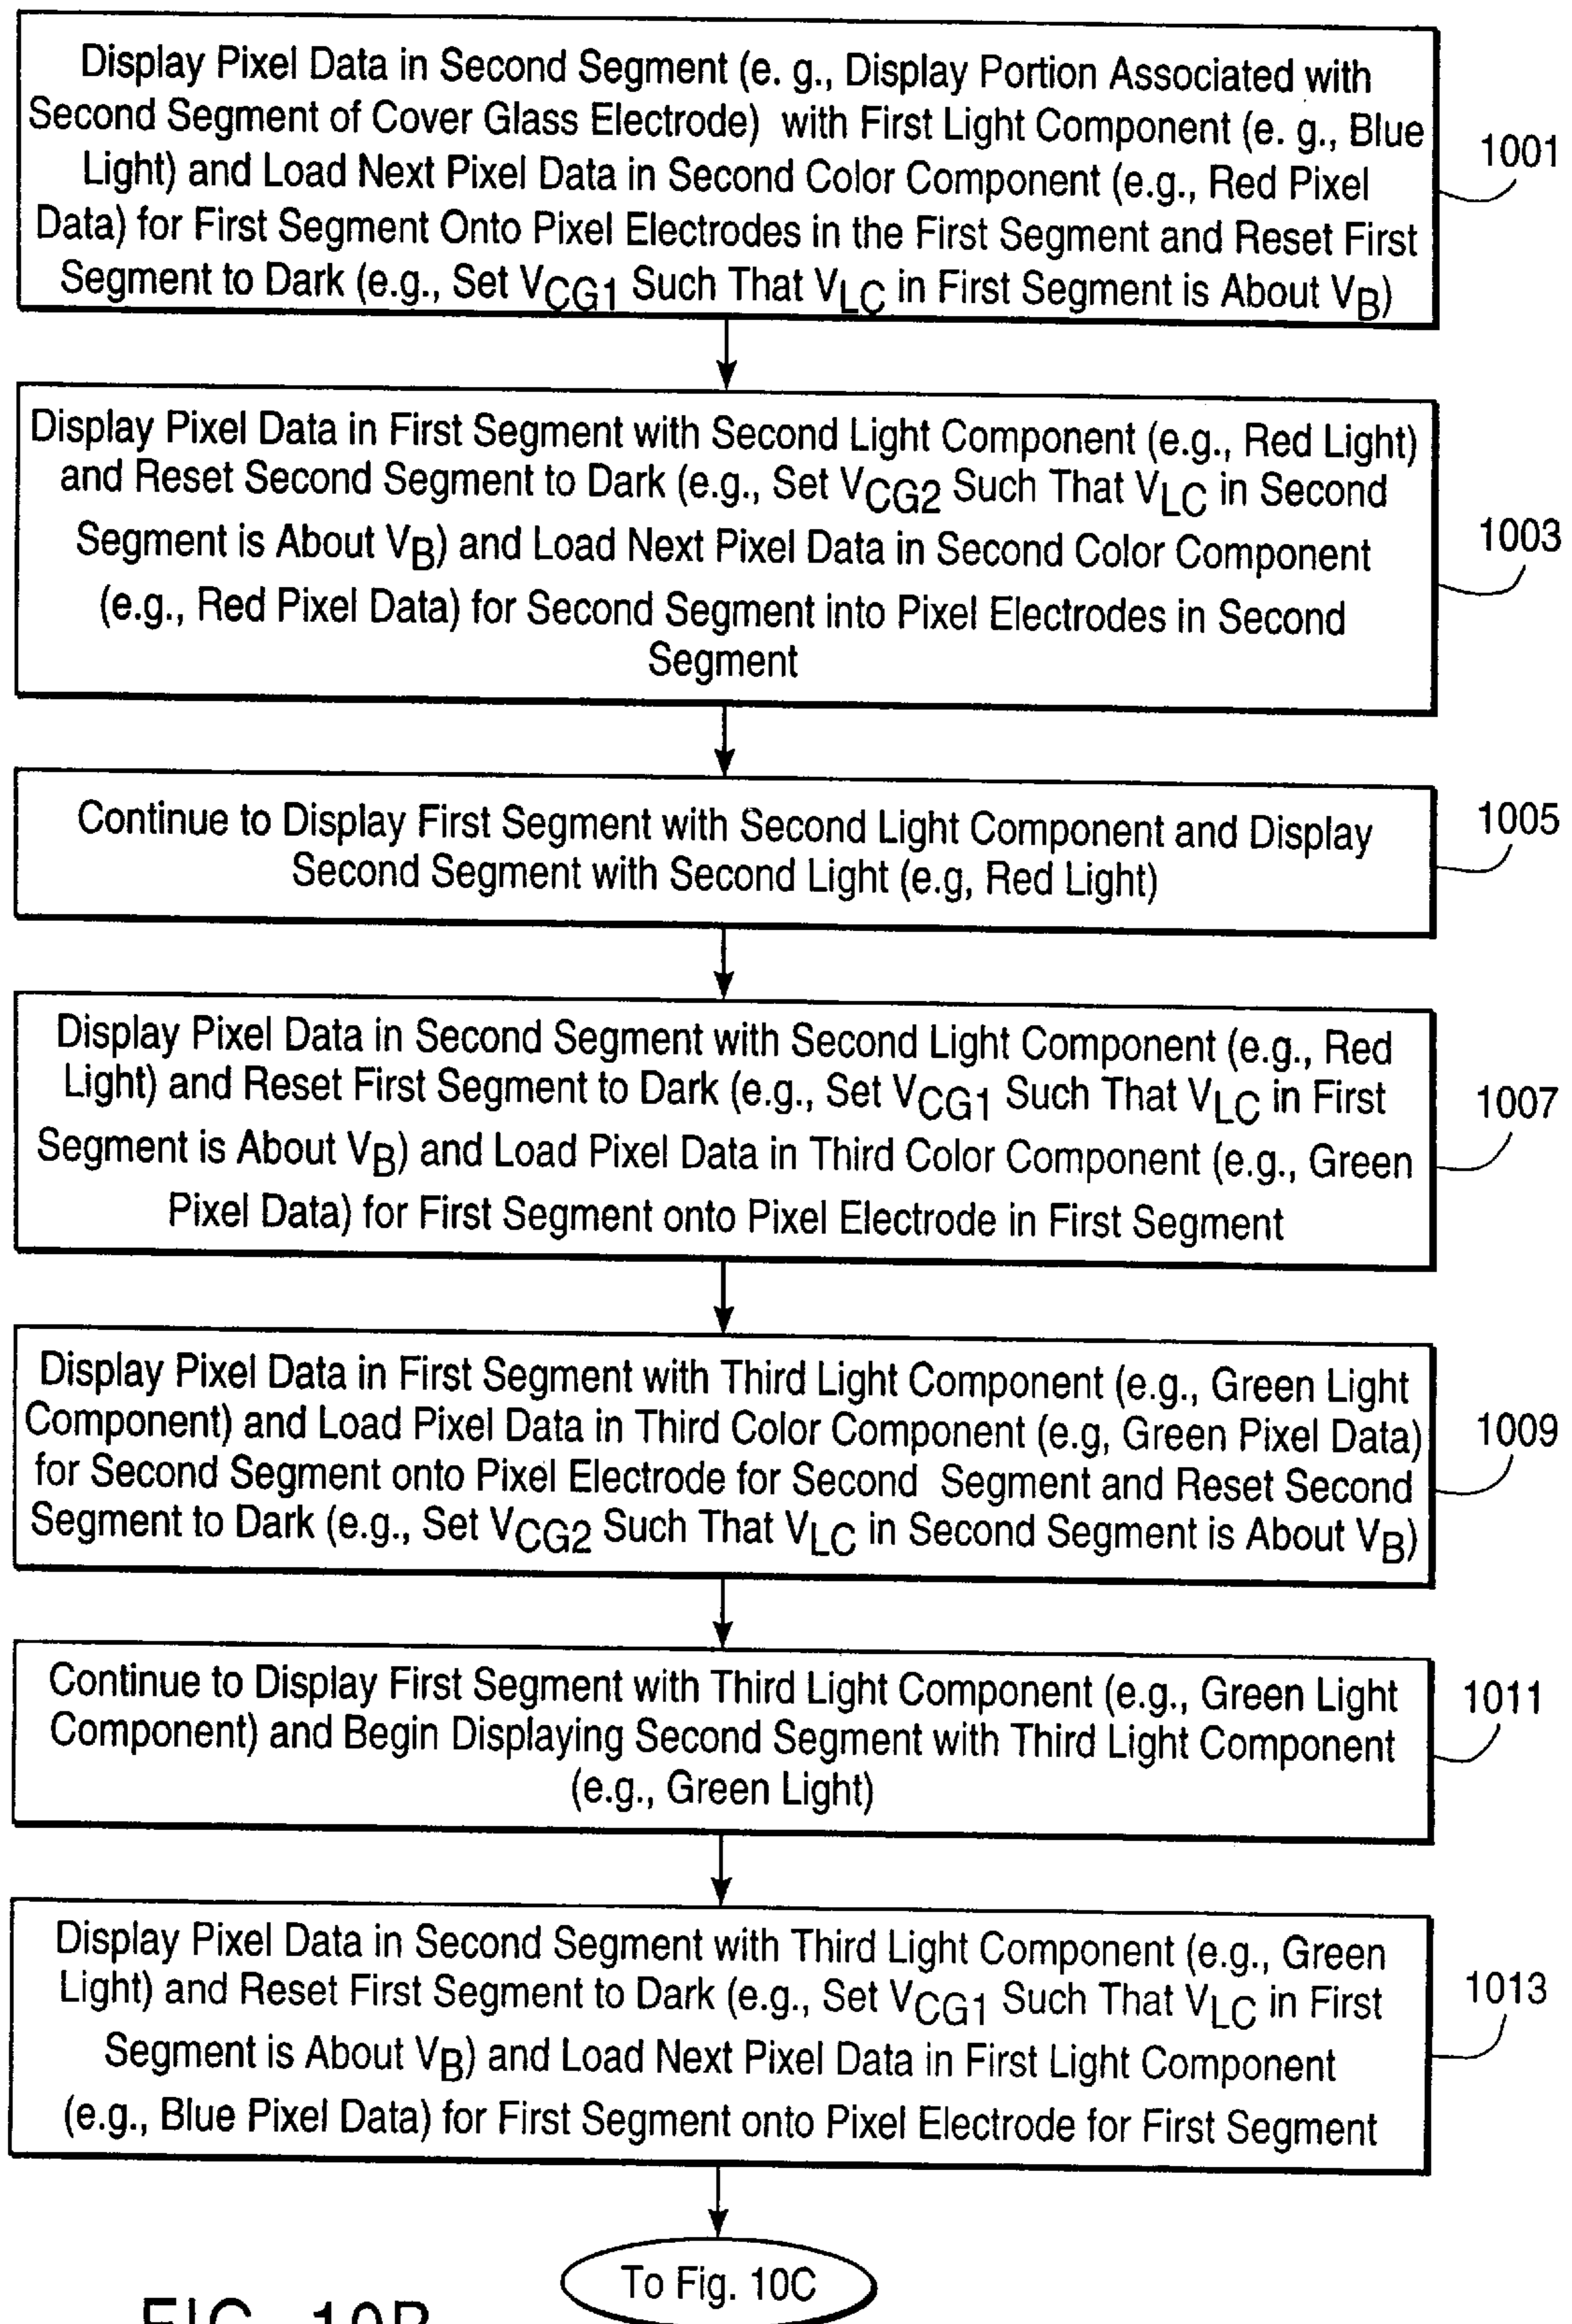 Display Pixel Data in Second Segment (e. g., Display Portion Associated with
Second Segment of Cover Glass Electrode) with First Light Component (e. g., Blue
Light) and Load Next Pixel Data in Second Color Component (e.g., Red Pixel
Data) for First Segment Onto Pixel Electrodes in the First Segment and Reset First
Segment to Dark (e.g., Set VCG1 Such That VLC in First Segment is About VB)
1001
Display Pixel Data in First Segment with Second Light Component (e.g., Red Light)
and Reset Second Segment to Dark (e.g., Set VCG2 Such That VLC in Second
Segment is About VB) and Load Next Pixel Data in Second Color Component
(e.g., Red Pixel Data) for Second Segment into Pixel Electrodes in Second
Segment
1003
Continue to Display First Segment with Second Light Component and Display
Second Segment with Second Light (e.g, Red Light)
1005
Display Pixel Data in Second Segment with Second Light Component (e.g., Red
Light) and Reset First Segment to Dark (e.g., Set VCG1 Such That VLC in First
Segment is About VB) and Load Pixel Data in Third Color Component (e.g., Green
Pixel Data) for First Segment onto Pixel Electrode in First Segment
1007
Display Pixel Data in First Segment with Third Light Component (e.g., Green Light
Component) and Load Pixel Data in Third Color Component (e.g, Green Pixel Data)
for Second Segment onto Pixel Electrode for Second Segment and Reset Second
Segment to Dark (e.g., Set VCG2 Such That VLC in Second Segment is About VB)
1009
Continue to Display First Segment with Third Light Component (e.g., Green Light
Component) and Begin Displaying Second Segment with Third Light Component
(e.g., Green Light)
1011
Display Pixel Data in Second Segment with Third Light Component (e.g., Green
Light) and Reset First Segment to Dark (e.g., Set VCG1 Such That VLC in First
Segment is About VB) and Load Next Pixel Data in First Light Component
(e.g., Blue Pixel Data) for First Segment onto Pixel Electrode for First Segment
1013
To Fig. 10C
FIG. 10B